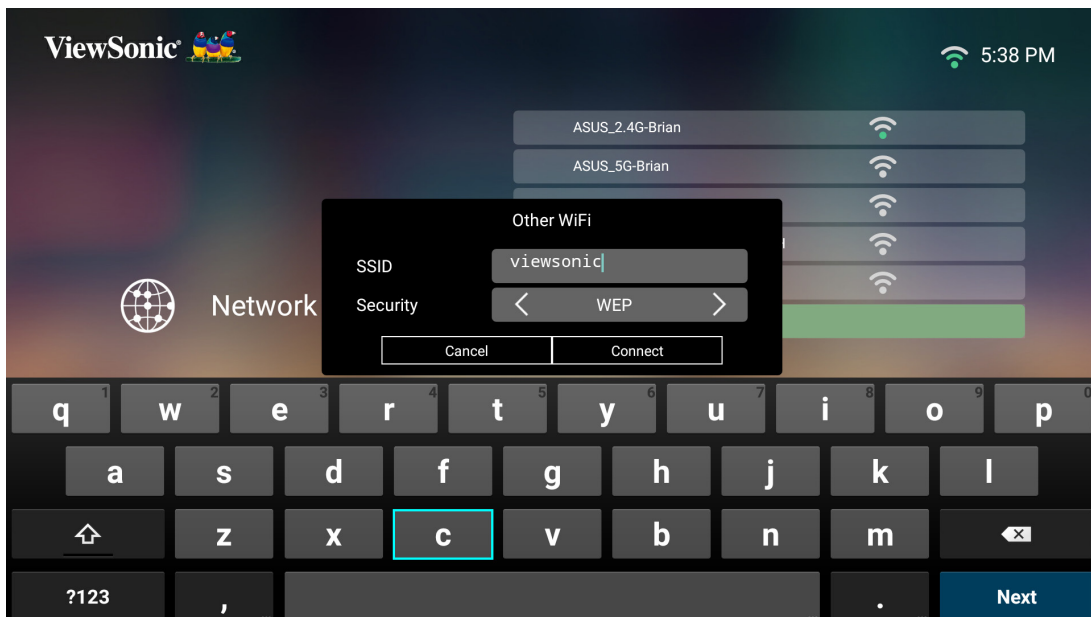 ViewSonic®
5:38 PM
ASUS_2.4G-Brian
ASUS_5G-Brian
Other WiFi
SSID viewsonic
Security WEP
Network
Cancel Connect
q 1 w 2 e 3 r 4 t 5 y 6 u 7 i 8 o 9 p 0
a s d f g h j k l
z x c v b n m
?123 , . Next